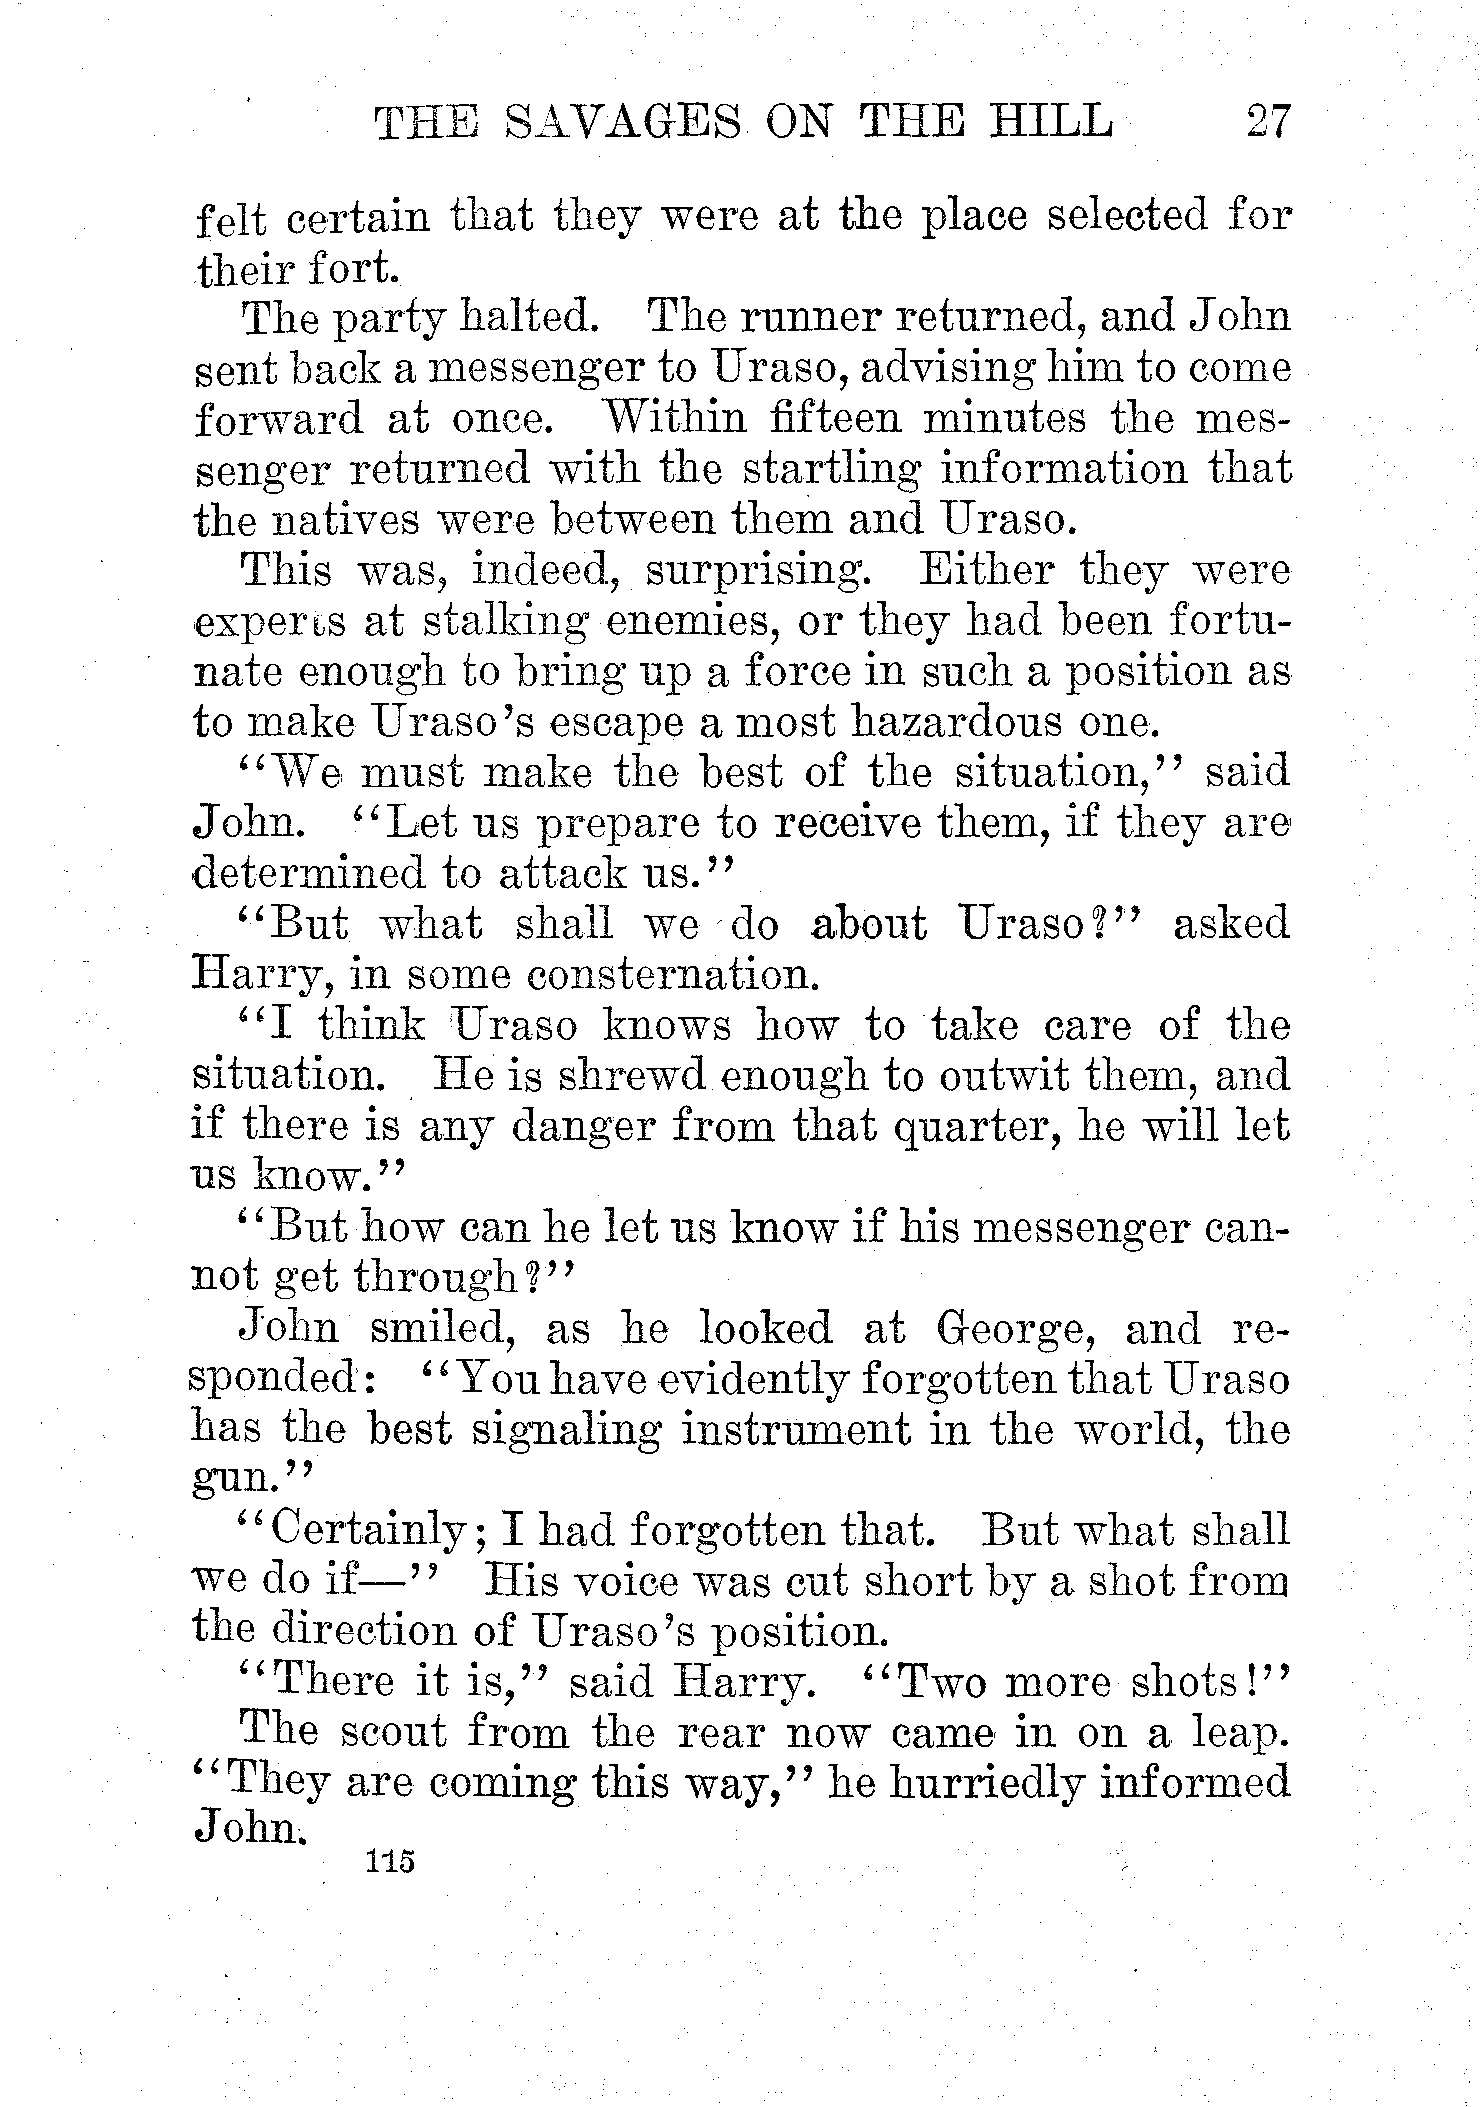 THE SAVAGES ON THE HILL 27
felt certain that they were at the place selected for
their fort.
The party halted. The runner returned, and John
sent back a messenger to Uraso, advising him to come
forward at once. Within fifteen minutes the mes-
senger returned with the startling information that
the natives were between them and Uraso.
This was, indeed, surprising. Either they were
experts at stalking enemies, or they had been fortu-
nate enough to bring up a force in such a position as
to make Uraso's escape a most hazardous one.
"We must make the best of the situation," said
John. "Let us prepare to receive them, if they are
determined to attack us."
"But what shall we do about Uraso?" asked
Harry, in some consternation.
"I think Uraso knows how to take care of the
situation. He is shrewd enough to outwit them, and
if there is any danger from that quarter, he will let
us know."
"But how can he let us know if his messenger can-
not get through?"
John smiled, as he looked at George, and re-
sponded: "You have evidently forgotten that Uraso
has the best signaling instrument in the world, the
gun."
"Certainly; I had forgotten that. But what shall
we do if—" His voice was cut short by a shot from
the direction of Uraso's position.
"There it is," said Harry. "Two more shots!"
The scout from the rear now came in on a leap.
"They are coming this way," he hurriedly informed
John.
115